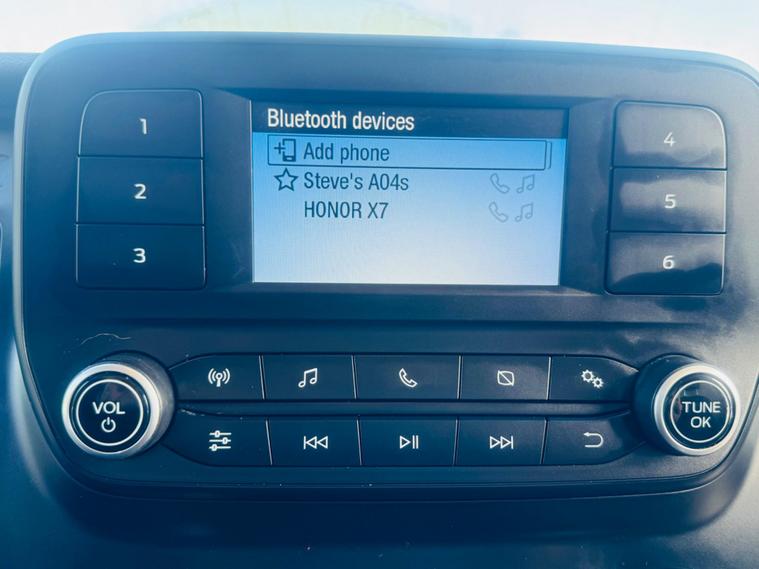 Bluetooth devices
Add phone
Steve's A04s
HONOR X7
1
2
3
4
5
6
VOL
TUNE
OK